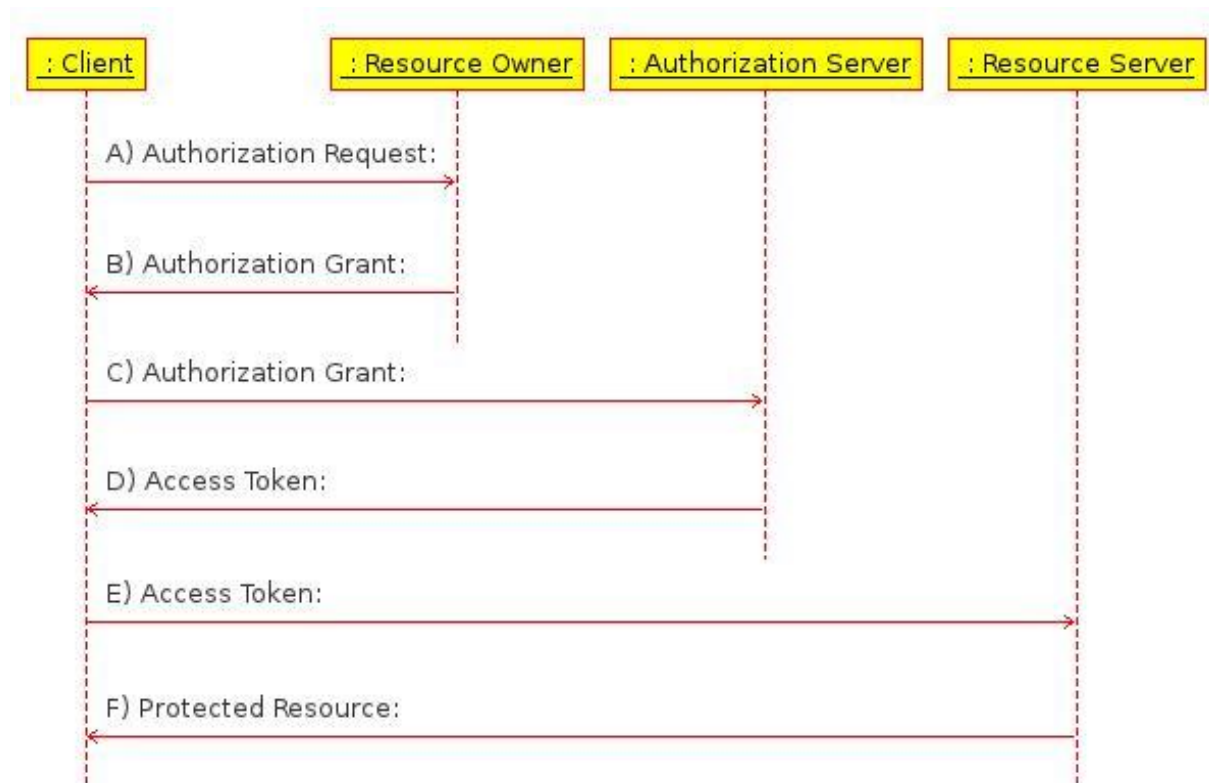 : Client
: Resource Owner
: Authorization Server
: Resource Server
A) Authorization Request:
B) Authorization Grant:
C) Authorization Grant:
D) Access Token:
E) Access Token:
F) Protected Resource: